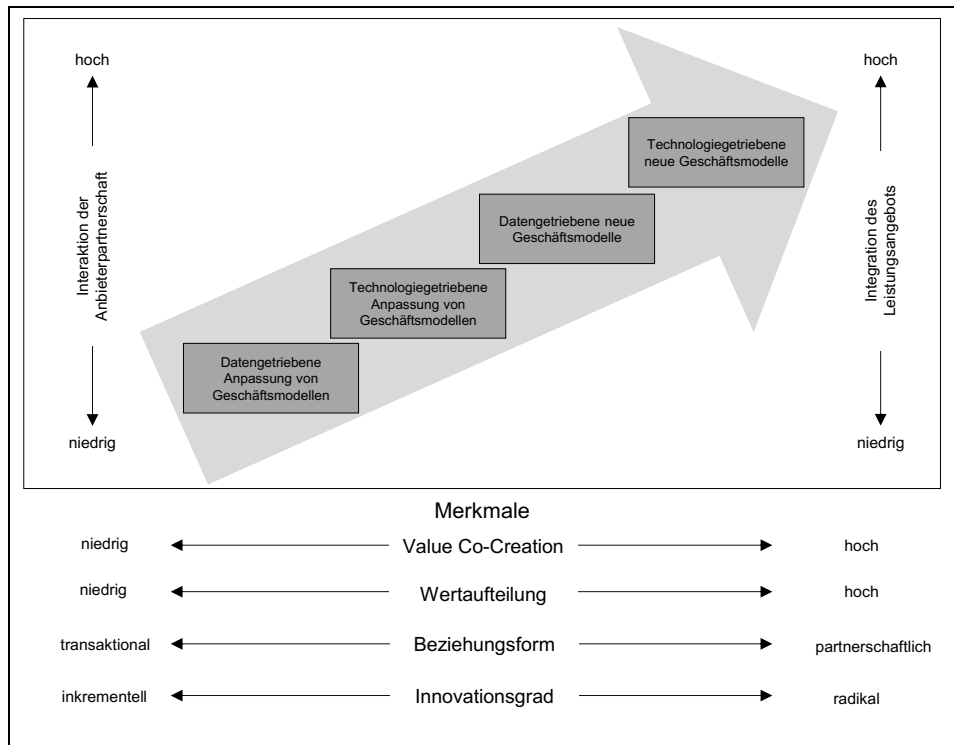 hoch
hoch
Technologiegetriebene
neue Geschäftsmodelle
Interaktion der
Anbieterpartnerschaft
Integration des
Leistungsangebots
Datengetriebene neue
Geschäftsmodelle
Technologiegetriebene
Anpassung von
Geschäftsmodellen
Datengetriebene
Anpassung von
Geschäftsmodellen
niedrig
niedrig
Merkmale
niedrig Value Co-Creation hoch
niedrig Wertaufteilung hoch
transaktional Beziehungsform partnerschaftlich
inkrementell Innovationsgrad radikal